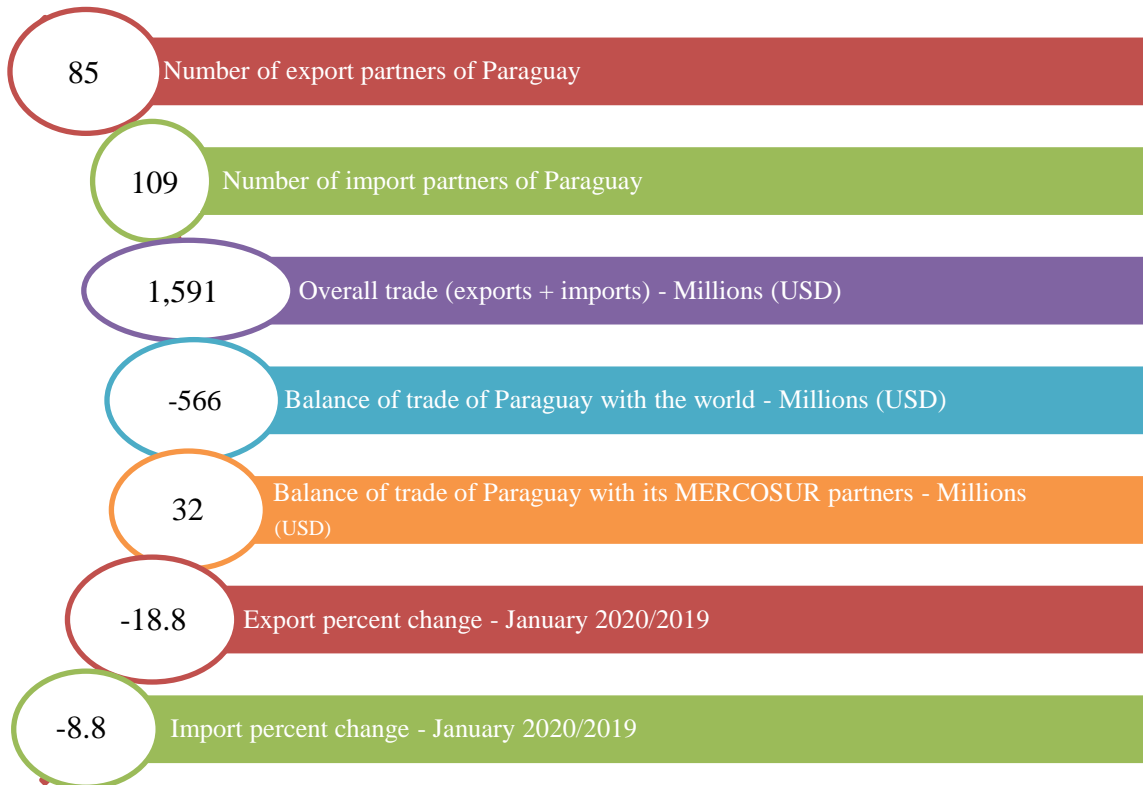 85
Number of export partners of Paraguay
109
Number of import partners of Paraguay
1,591
Overall trade (exports + imports) - Millions (USD)
-566
Balance of trade of Paraguay with the world - Millions (USD)
32
Balance of trade of Paraguay with its MERCOSUR partners - Millions
(USD)
-18.8
Export percent change - January 2020/2019
-8.8
Import percent change - January 2020/2019